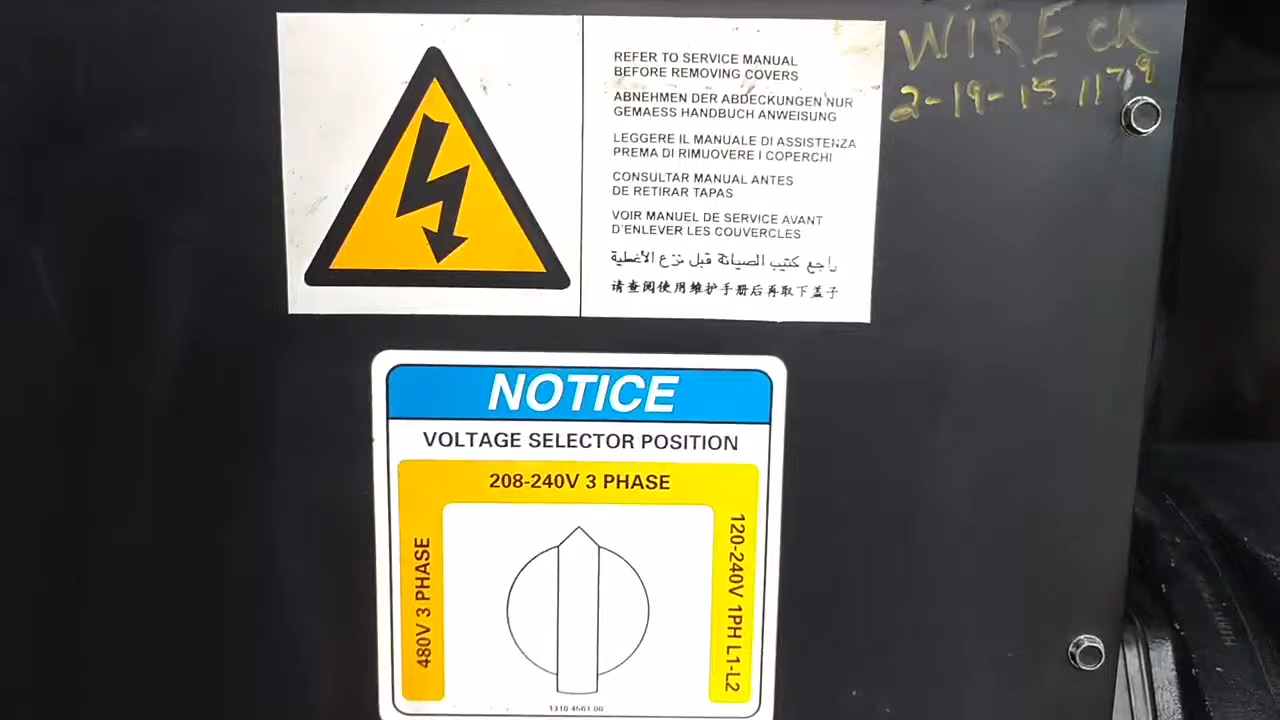 REFER TO SERVICE MANUAL
BEFORE REMOVING COVERS
ABNEHMEN DER ABDECKUNGEN NUR
GEMAESS HANDBUCH ANWEISUNG
LEGGERE IL MANUALE DI ASSISTENZA
PREMA DI RIMUOVERE I COPERCHI
CONSULTAR MANUAL ANTES
DE RETIRAR TAPAS
VOIR MANUEL DE SERVICE AVANT
D'ENLEVER LES COUVERCLES
راجع كتيب الصيانة قبل نزع الأغطية
请查阅使用维护手册后再取下盖子
WIRE CK
2-19-15
NOTICE
VOLTAGE SELECTOR POSITION
208-240V 3 PHASE
480V 3 PHASE
120-240V 1PH L1-L2